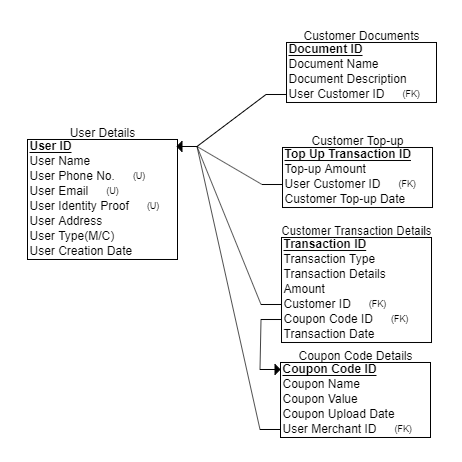 Customer Documents
Document ID
Document Name
Document Description
User Customer ID (FK)
User Details
User ID
User Name
User Phone No. (U)
User Email (U)
User Identity Proof (U)
User Address
User Type(M/C)
User Creation Date
Customer Top-up
Top Up Transaction ID
Top-up Amount
User Customer ID (FK)
Customer Top-up Date
Customer Transaction Details
Transaction ID
Transaction Type
Transaction Details
Amount
Customer ID (FK)
Coupon Code ID (FK)
Transaction Date
Coupon Code Details
Coupon Code ID
Coupon Name
Coupon Value
Coupon Upload Date
User Merchant ID (FK)